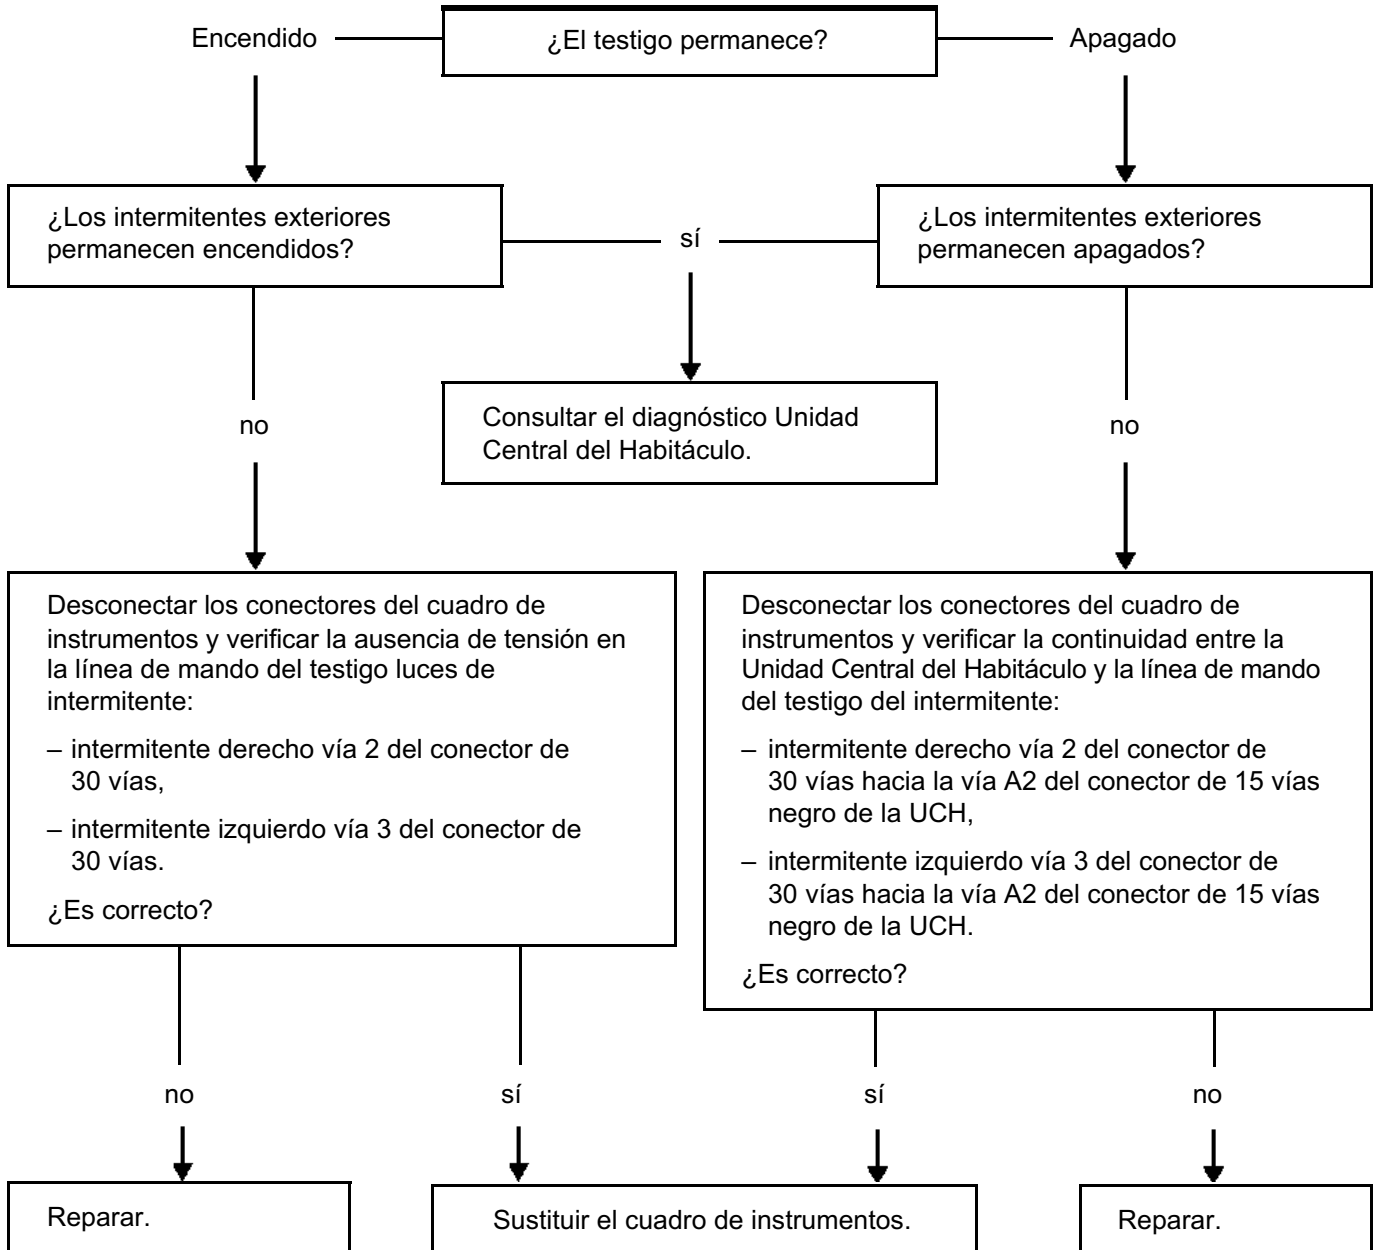 Encendido
¿El testigo permanece?
Apagado
¿Los intermitentes exteriores
permanecen encendidos?
sí
¿Los intermitentes exteriores
permanecen apagados?
no
Consultar el diagnóstico Unidad
Central del Habitáculo.
no
Desconectar los conectores del cuadro de
instrumentos y verificar la ausencia de tensión en
la línea de mando del testigo luces de
intermitente:
– intermitente derecho vía 2 del conector de
30 vías,
– intermitente izquierdo vía 3 del conector de
30 vías.
¿Es correcto?
Desconectar los conectores del cuadro de
instrumentos y verificar la continuidad entre la
Unidad Central del Habitáculo y la línea de mando
del testigo del intermitente:
– intermitente derecho vía 2 del conector de
30 vías hacia la vía A2 del conector de 15 vías
negro de la UCH,
– intermitente izquierdo vía 3 del conector de
30 vías hacia la vía A2 del conector de 15 vías
negro de la UCH.
¿Es correcto?
no
sí
sí
no
Reparar.
Sustituir el cuadro de instrumentos.
Reparar.